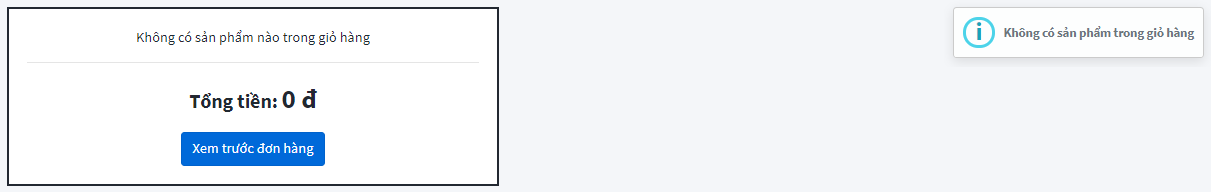 Không có sản phẩm nào trong giỏ hàng
Tổng tiền: 0 đ
Xem trước đơn hàng
Không có sản phẩm trong giỏ hàng